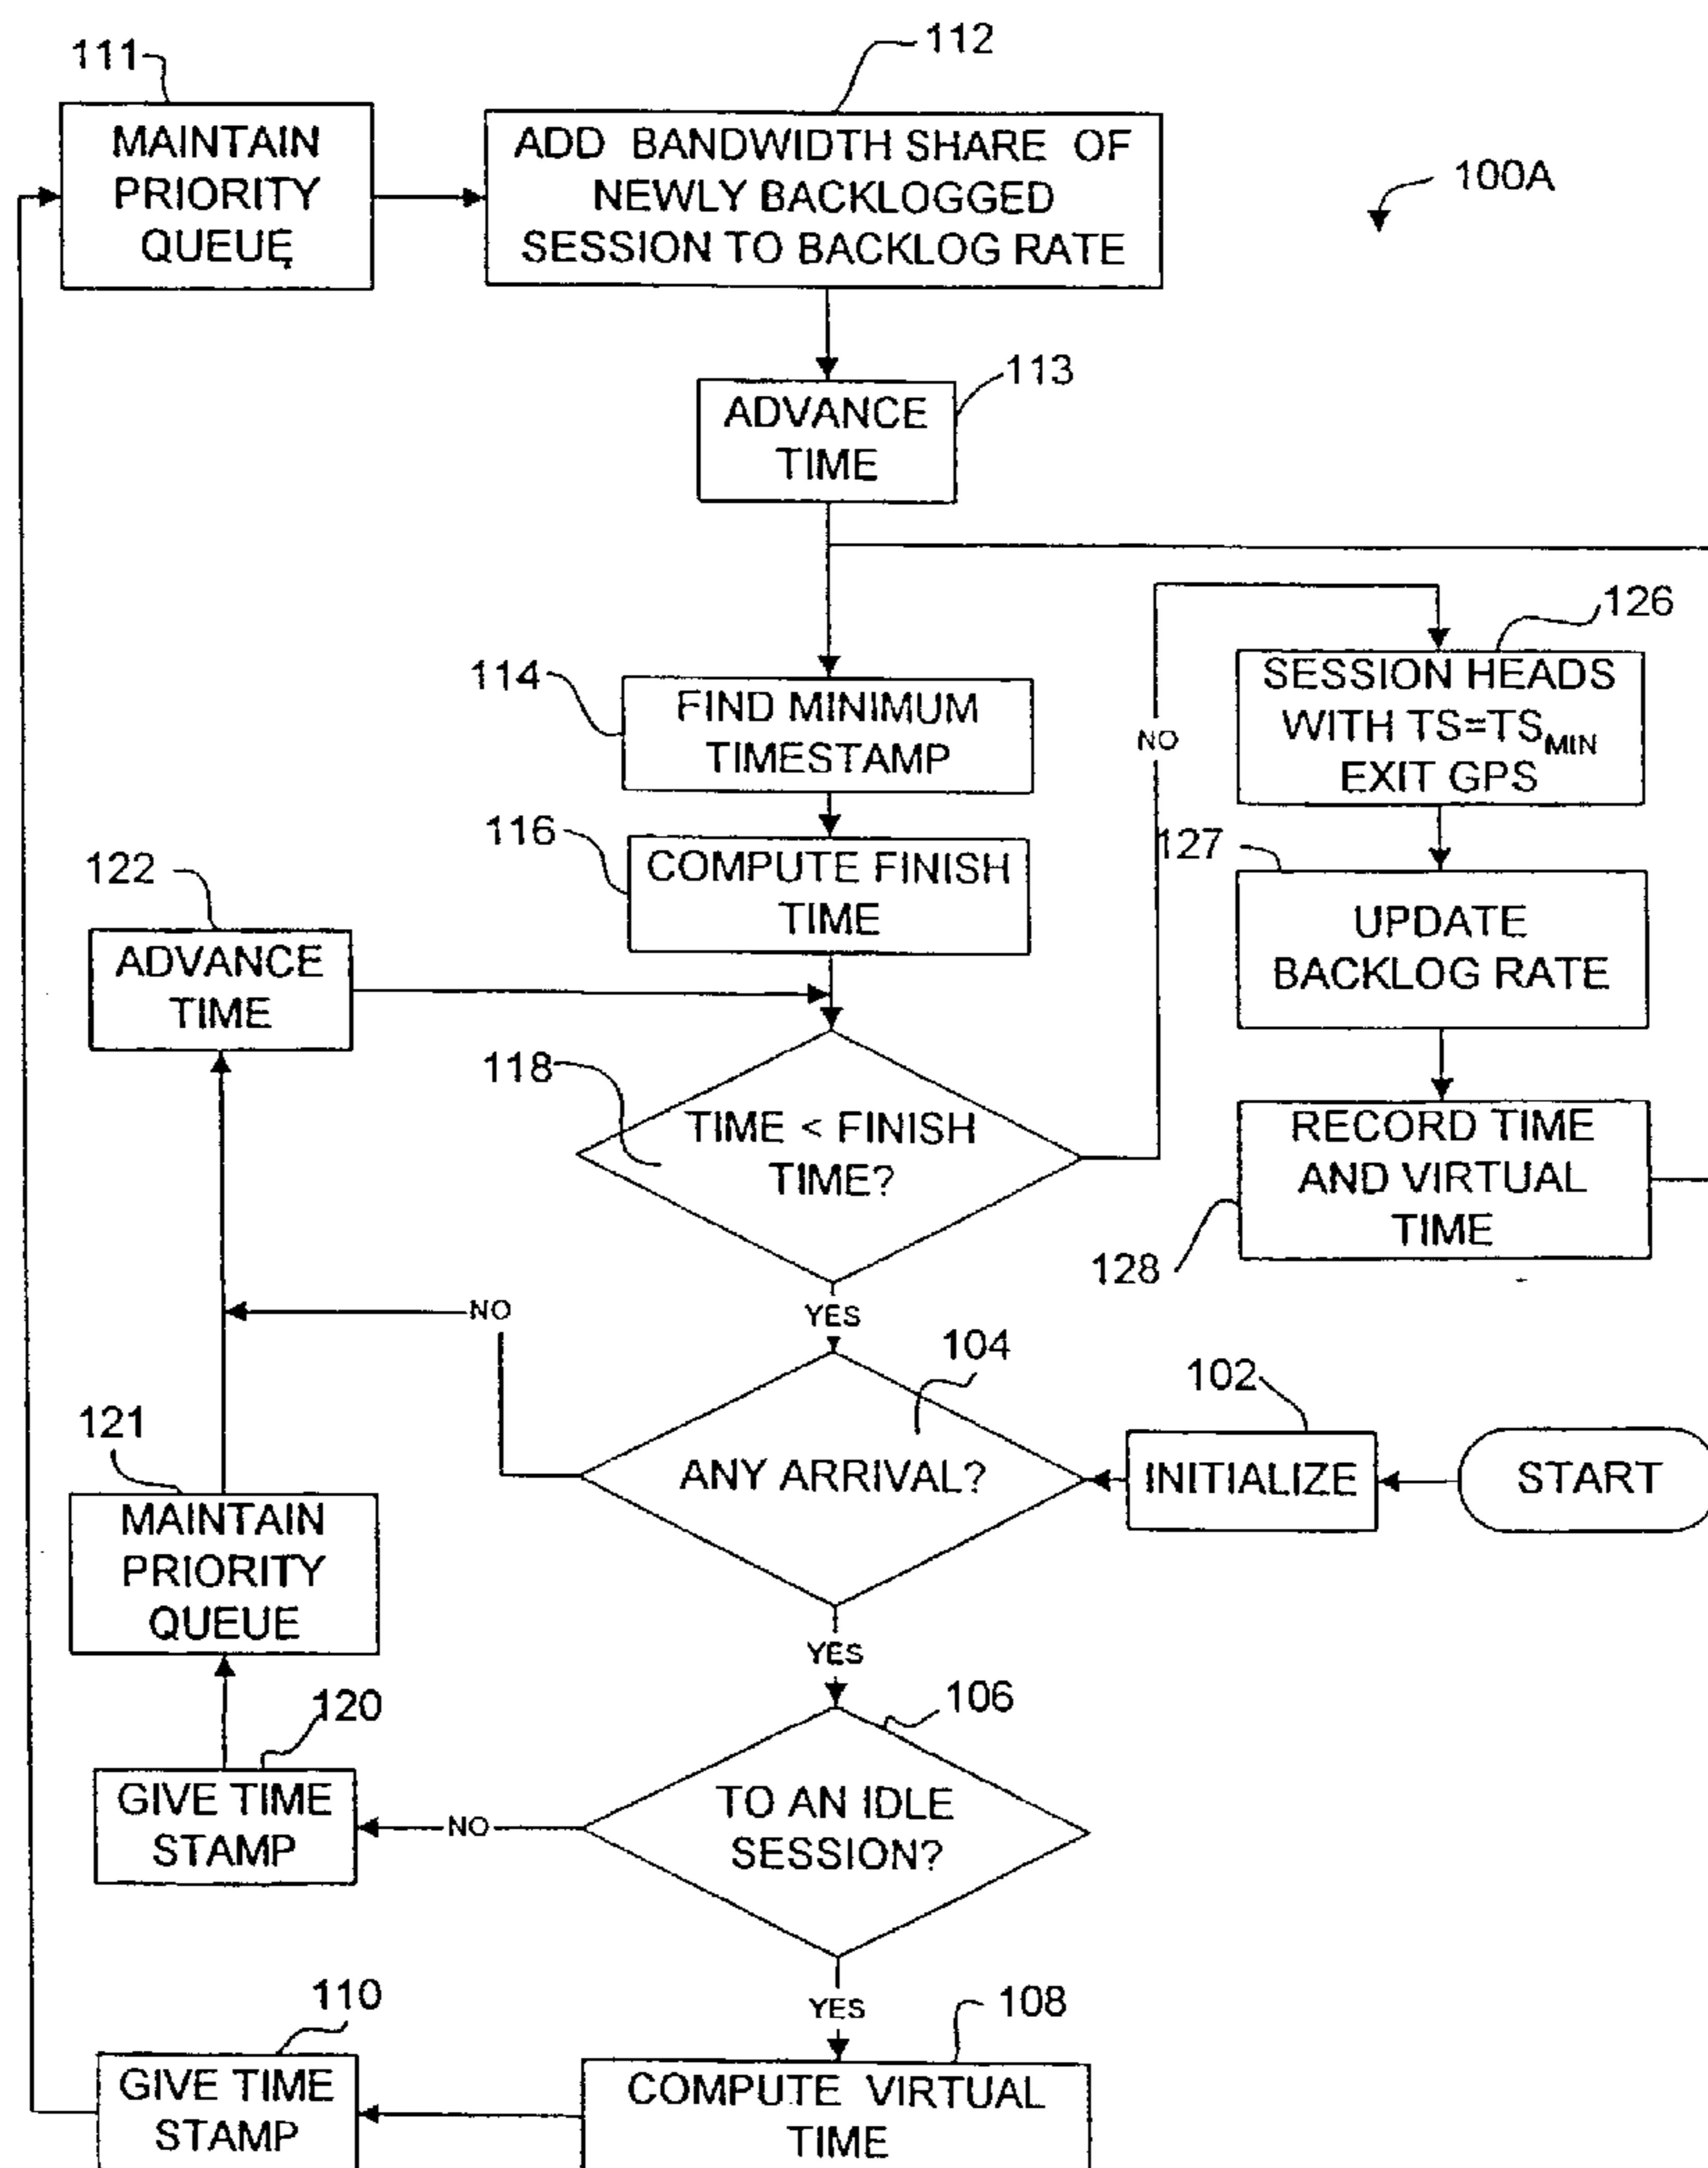 111
112
MAINTAIN
PRIORITY
QUEUE
ADD BANDWIDTH SHARE OF
NEWLY BACKLOGGED
SESSION TO BACKLOG RATE
100A
113
ADVANCE
TIME
114
FIND MINIMUM
TIMESTAMP
NO
126
SESSION HEADS
WITH TS=TSMIN
EXIT GPS
116
COMPUTE FINISH
TIME
127
UPDATE
BACKLOG RATE
122
ADVANCE
TIME
118
TIME < FINISH
TIME?
RECORD TIME
AND VIRTUAL
TIME
128
YES
NO
104
102
ANY ARRIVAL?
INITIALIZE
START
121
MAINTAIN
PRIORITY
QUEUE
YES
106
120
GIVE TIME
STAMP
NO
TO AN IDLE
SESSION?
YES
110
108
GIVE TIME
STAMP
COMPUTE VIRTUAL
TIME